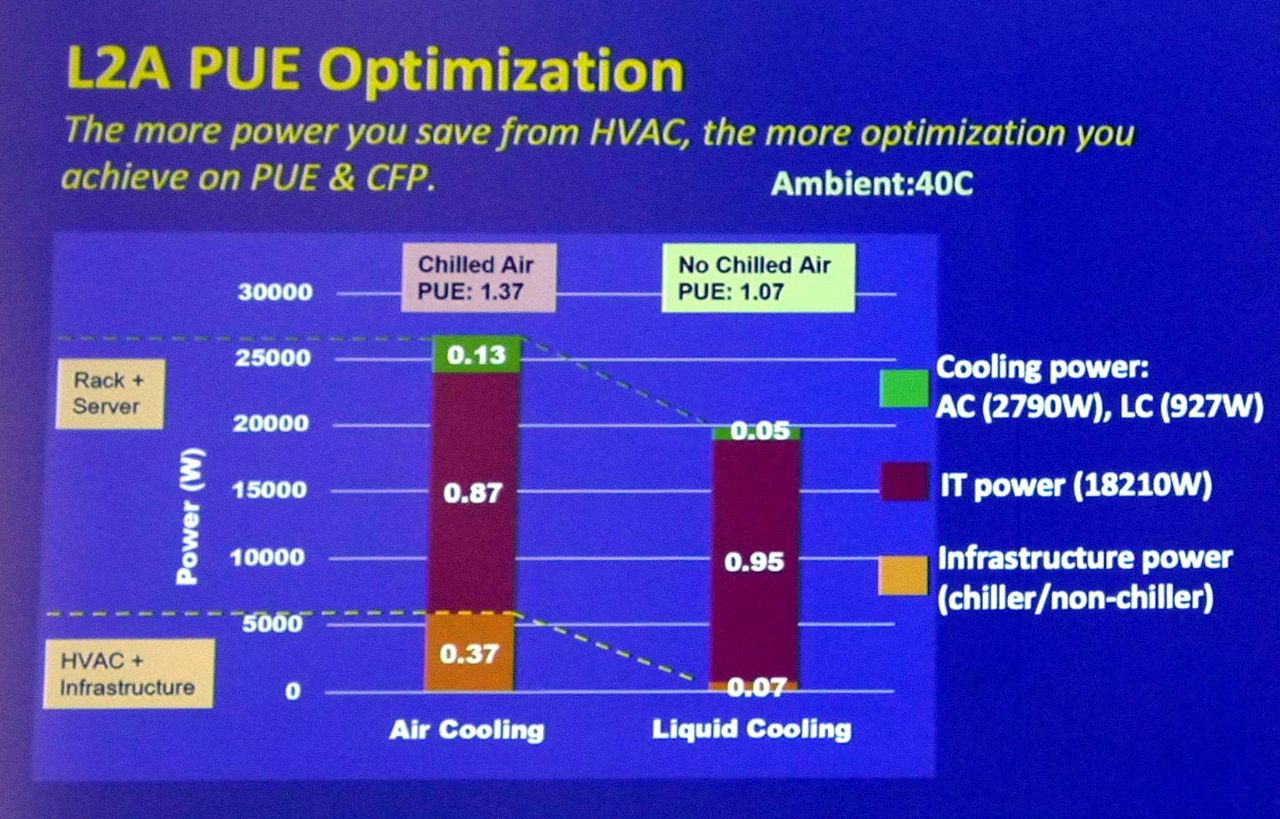 L2A PUE Optimization
The more power you save from HVAC, the more optimization you
achieve on PUE & CFP.
Ambient:40C
Chilled Air
PUE: 1.37
No Chilled Air
PUE: 1.07
30000
25000
20000
15000
10000
5000
0
Power (W)
Rack +
Server
HVAC +
Infrastructure
0.13
0.87
0.37
0.05
0.95
0.07
Air Cooling
Liquid Cooling
Cooling power:
AC (2790W), LC (927W)
IT power (18210W)
Infrastructure power
(chiller/non-chiller)